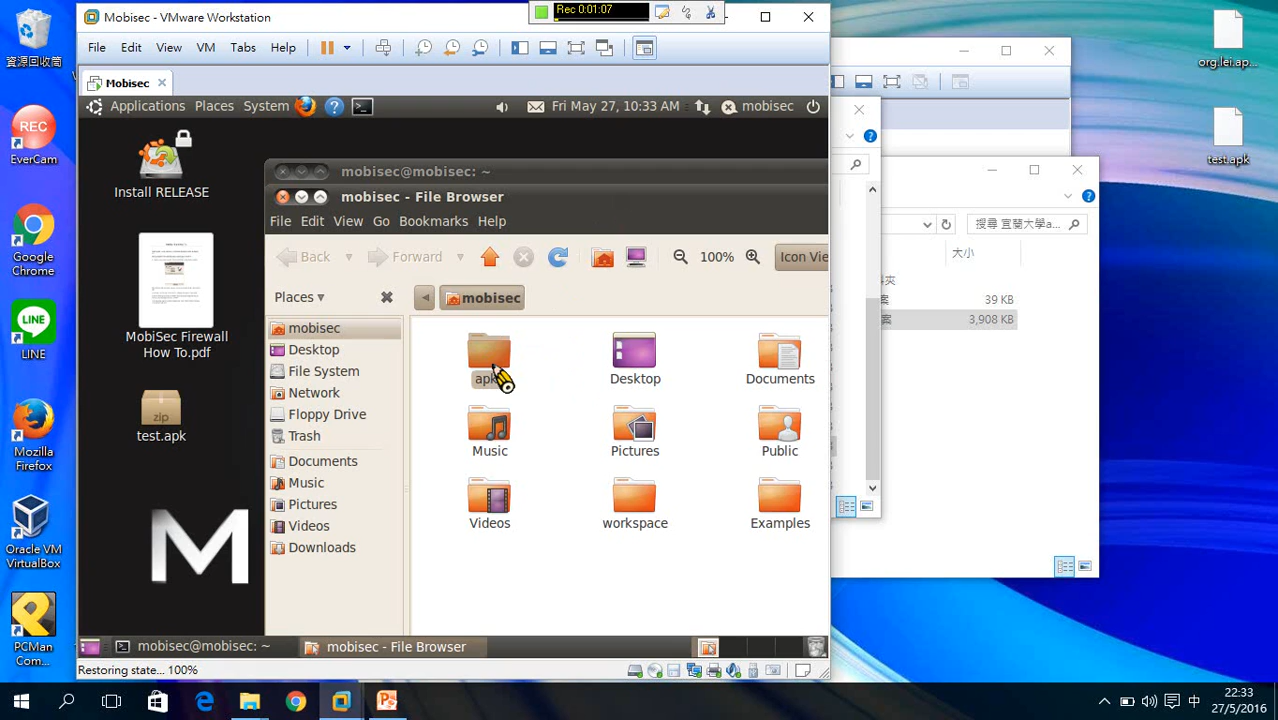 Rec 0:01:07
資源回收筒
EverCam
Google
Chrome
LINE
Mozilla
Firefox
Oracle VM
VirtualBox
PCMan
Com...
Mobisec - VMware Workstation
File Edit View VM Tabs Help
Mobisec
Applications Places System
Fri May 27, 10:33 AM
mobisec
Install RELEASE
MobiSec Firewall
How To.pdf
zip
test.apk
mobisec@mobisec: ~
mobisec - File Browser
File Edit View Go Bookmarks Help
Back
Forward
100%
Icon Vie
Places
mobisec
mobisec
Desktop
File System
Network
Floppy Drive
Trash
Documents
Music
Pictures
Videos
Downloads
apk
Desktop
Documents
Music
Pictures
Public
Videos
workspace
Examples
mobisec@mobisec: ~
mobisec - File Browser
Restoring state... 100%
搜尋 宜蘭大學a...
大小
39 KB
3,908 KB
org.lei.ap...
test.apk
REC
中
22:33
27/5/2016